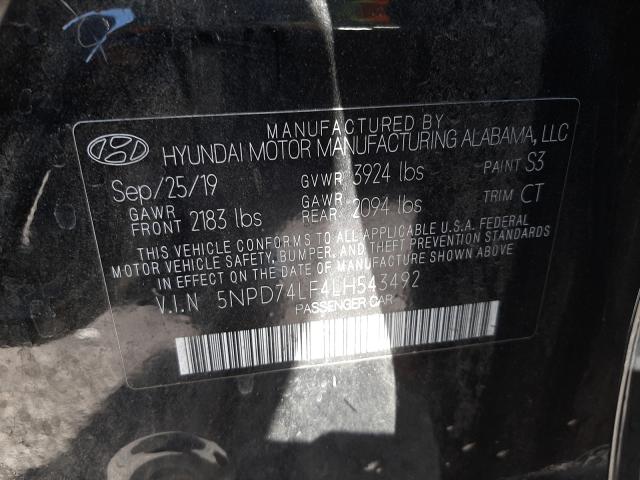 MANUFACTURED BY
HYUNDAI MOTOR MANUFACTURING ALABAMA, LLC
Sep/25/19 GVWR 3924 lbs PAINT S3
GAWR FRONT 2183 lbs GAWR REAR 2094 lbs TRIM CT
THIS VEHICLE CONFORMS TO ALL APPLICABLE U.S.A. FEDERAL
MOTOR VEHICLE SAFETY, BUMPER, AND THEFT PREVENTION STANDARDS
IN EFFECT ON THE DATE OF MANUFACTURE SHOWN ABOVE
V.I.N 5NPD74LF4LH543492
PASSENGER CAR